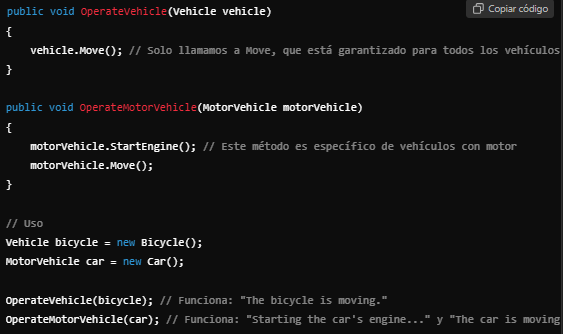 Copiar código
public void OperateVehicle(Vehicle vehicle)
{
    vehicle.Move(); // Solo llamamos a Move, que está garantizado para todos los vehículos
}

public void OperateMotorVehicle(MotorVehicle motorVehicle)
{
    motorVehicle.StartEngine(); // Este método es específico de vehículos con motor
    motorVehicle.Move();
}

// Uso
Vehicle bicycle = new Bicycle();
MotorVehicle car = new Car();

OperateVehicle(bicycle); // Funciona: "The bicycle is moving."
OperateMotorVehicle(car); // Funciona: "Starting the car's engine..." y "The car is moving